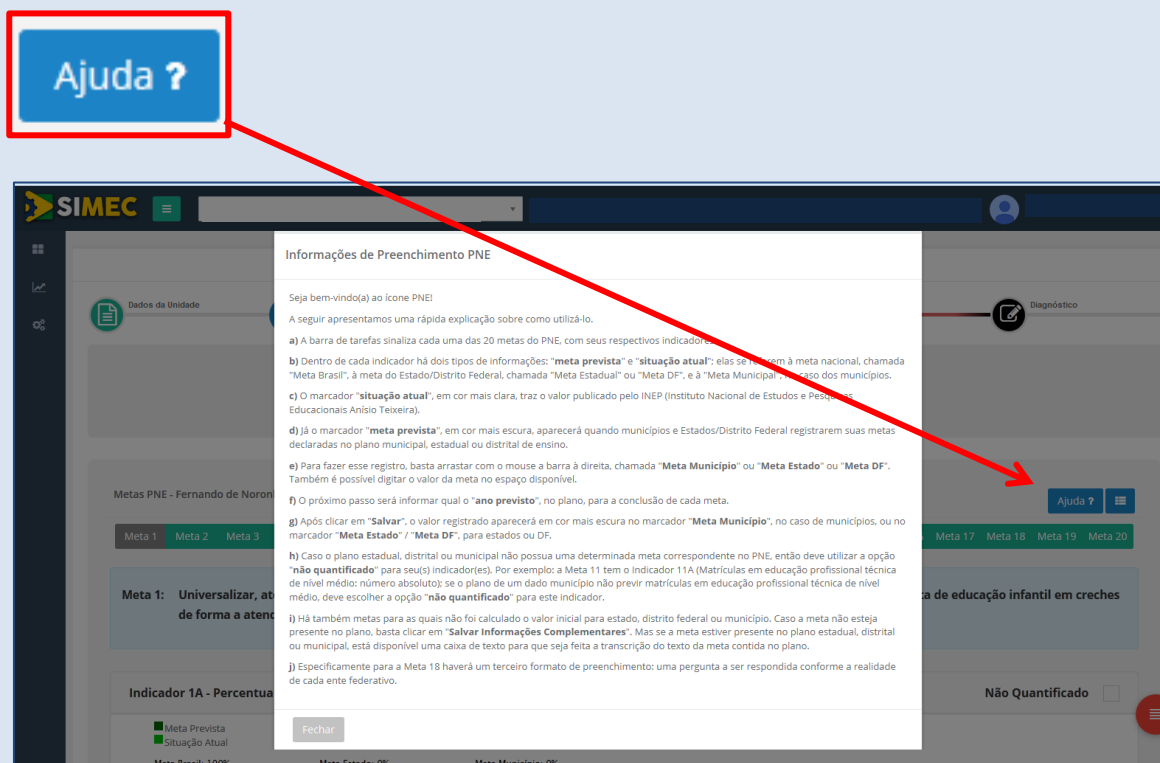 Ajuda ?
SIMEC
Informações de Preenchimento PNE
Seja bem-vindo(a) ao ícone PNE!
A seguir apresentamos uma rápida explicação sobre como utilizá-lo.
a) A barra de tarefas sinaliza cada uma das 20 metas do PNE, com seus respectivos
b) Dentro de cada indicador há dois tipos de informações: "meta prevista" e "situação atual"; elas se referem à meta nacional, chamada
"Meta Brasil", à meta do Estado/Distrito Federal, chamada "Meta Estadual" ou "Meta DF", e à "Meta Municipal", no caso dos municípios.
c) O marcador "situação atual", em cor mais clara, traz o valor publicado pelo INEP (Instituto Nacional de Estudos e Pesquisas
Educacionais Anísio Teixeira).
d) Já o marcador "meta prevista", em cor mais escura, aparecerá quando municípios e Estados/Distrito Federal registrarem suas metas
declaradas no plano municipal, estadual ou distrital de ensino.
e) Para fazer esse registro, basta arrastar com o mouse a barra à direita, chamada "Meta Município" ou "Meta Estado" ou "Meta DF".
Também é possível digitar o valor da meta no espaço disponível.
f) O próximo passo será informar qual o "ano previsto", no plano, para a conclusão de cada meta.
g) Após clicar em "Salvar", o valor registrado aparecerá em cor mais escura no marcador "Meta Município", no caso de municípios, ou no
marcador "Meta Estado" / "Meta DF", para estados ou DF.
h) Caso o plano estadual, distrital ou municipal não possua uma determinada meta correspondente no PNE, então deve utilizar a opção
"não quantificado" para seu(s) indicador(es). Por exemplo: a Meta 11 tem o Indicador 11A (Matrículas em educação profissional técnica
de nível médio: número absoluto); se o plano de um dado município não previr matrículas em educação profissional técnica de nível
médio, deve escolher a opção "não quantificado" para este indicador.
i) Há também metas para as quais não foi calculado o valor inicial para estado, distrito federal ou município. Caso a meta não esteja
presente no plano, basta clicar em "Salvar Informações Complementares". Mas se a meta estiver presente no plano estadual, distrital
ou municipal, está disponível uma caixa de texto para que seja feita a transcrição do texto da meta contida no plano.
j) Especificamente para a Meta 18 haverá um terceiro formato de preenchimento: uma pergunta a ser respondida conforme a realidade
de cada ente federativo.
Fechar
Dados da Unidade
Diagnóstico
Metas PNE - Fernando de Noron
Ajuda ?
Meta 1 Meta 2 Meta 3 Meta 17 Meta 18 Meta 19 Meta 20
Meta 1: Universalizar, at ta de educação infantil em creches
de forma a atend
Indicador 1A - Percentua Não Quantificado
Meta Prevista
Situação Atual
Meta Brasil: 100% Meta Estado: 0% Meta Município: 0%